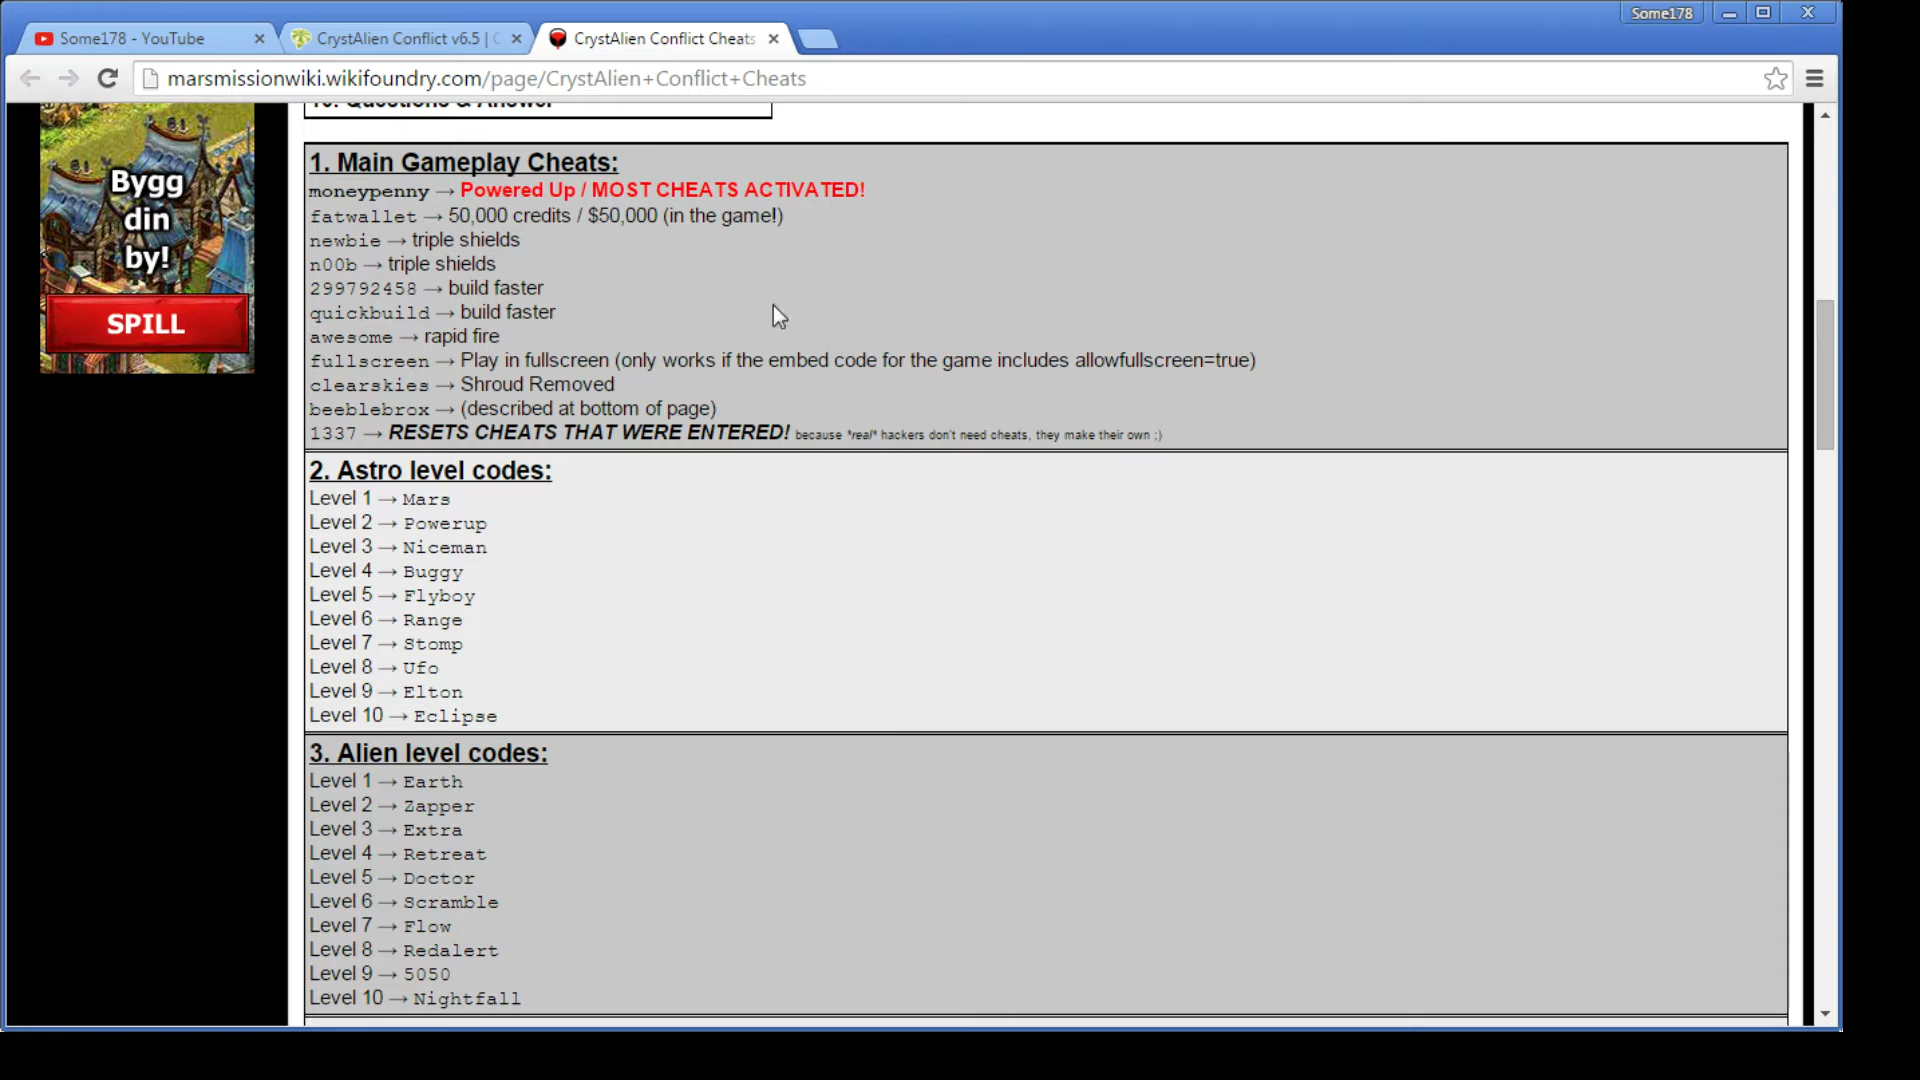 Some178
Some178 - YouTube
CrystAlien Conflict v6.5 |
CrystAlien Conflict Cheats
marsmissionwiki.wikifoundry.com/page/CrystAlien+Conflict+Cheats
10. Questions & Answer
Bygg
din
by!
SPILL
1. Main Gameplay Cheats:
moneypenny → Powered Up / MOST CHEATS ACTIVATED!
fatwallet → 50,000 credits / $50,000 (in the game!)
newbie → triple shields
n00b → triple shields
299792458 → build faster
quickbuild → build faster
awesome → rapid fire
fullscreen → Play in fullscreen (only works if the embed code for the game includes allowfullscreen=true)
clearskies → Shroud Removed
beeblebrox → (described at bottom of page)
1337 → RESETS CHEATS THAT WERE ENTERED! because *real* hackers don't need cheats, they make their own ;)
2. Astro level codes:
Level 1 → Mars
Level 2 → Powerup
Level 3 → Niceman
Level 4 → Buggy
Level 5 → Flyboy
Level 6 → Range
Level 7 → Stomp
Level 8 → Ufo
Level 9 → Elton
Level 10 → Eclipse
3. Alien level codes:
Level 1 → Earth
Level 2 → Zapper
Level 3 → Extra
Level 4 → Retreat
Level 5 → Doctor
Level 6 → Scramble
Level 7 → Flow
Level 8 → Redalert
Level 9 → 5050
Level 10 → Nightfall